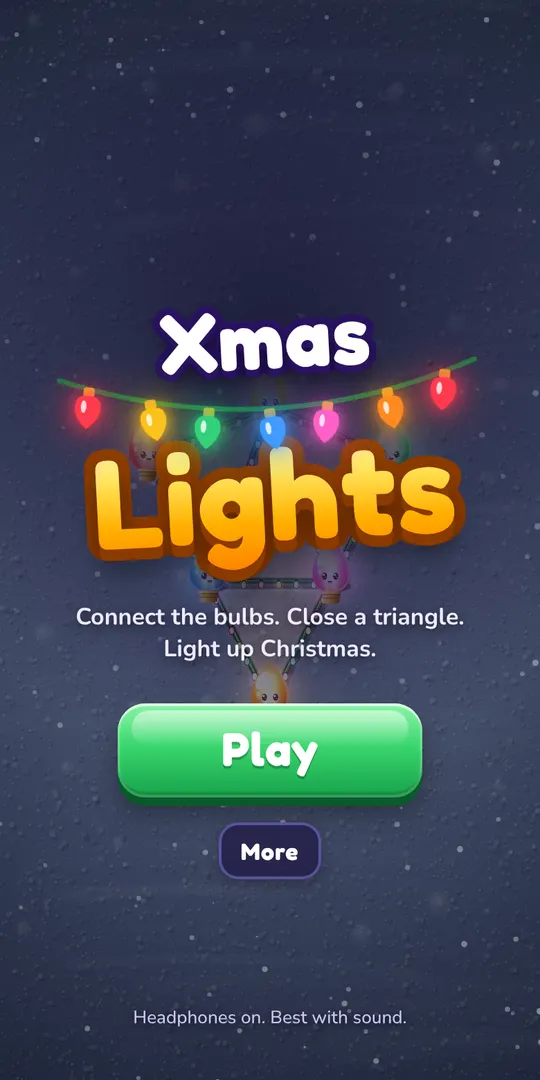 Xmas
Lights
Connect the bulbs. Close a triangle.
Light up Christmas.
Play
More
Headphones on. Best with sound.